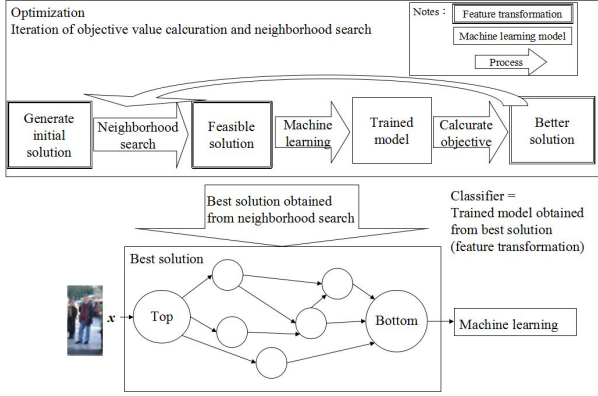 Optimization
Iteration of objective value calcuration and neighborhood search
Notes：
Feature transformation
Machine learning model
Process
Generate
initial
solution
Neighborhood
search
Feasible
solution
Machine
learning
Trained
model
Calcurate
objective
Better
solution
Best solution obtained
from neighborhood search
Classifier =
Trained model obtained
from best solution
(feature transformation)
Best solution
x
Top
Bottom
Machine learning